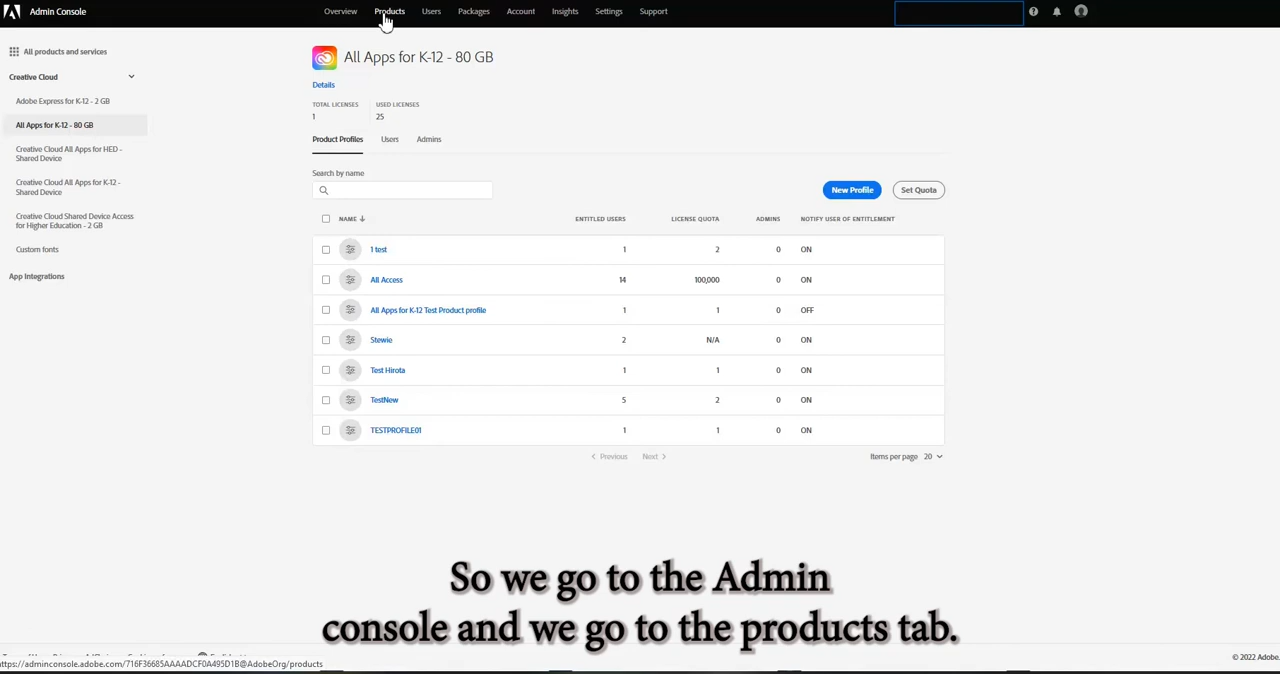 Admin Console
Overview Products Users Packages Account Insights Settings Support
All products and services
Creative Cloud
Adobe Express for K-12 - 2 GB
All Apps for K-12 - 80 GB
Creative Cloud All Apps for HED -
Shared Device
Creative Cloud All Apps for K-12 -
Shared Device
Creative Cloud Shared Device Access
for Higher Education - 2 GB
Custom fonts
App Integrations
All Apps for K-12 - 80 GB
Details
TOTAL LICENSES USED LICENSES
1 25
Product Profiles Users Admins
Search by name
New Profile Set Quota
NAME ENTITLED USERS LICENSE QUOTA ADMINS NOTIFY USER OF ENTITLEMENT
1 test 1 2 0 ON
All Access 14 100,000 0 ON
All Apps for K-12 Test Product profile 1 1 0 OFF
Stewie 2 N/A 0 ON
Test Hirota 1 1 0 ON
TestNew 5 2 0 ON
TESTPROFILE01 1 1 0 ON
Previous Next Items per page 20
So we go to the Admin
console and we go to the products tab.
© 2022 Adobe.
https://adminconsole.adobe.com/716F36685AAAADCF0A495D1B@AdobeOrg/products